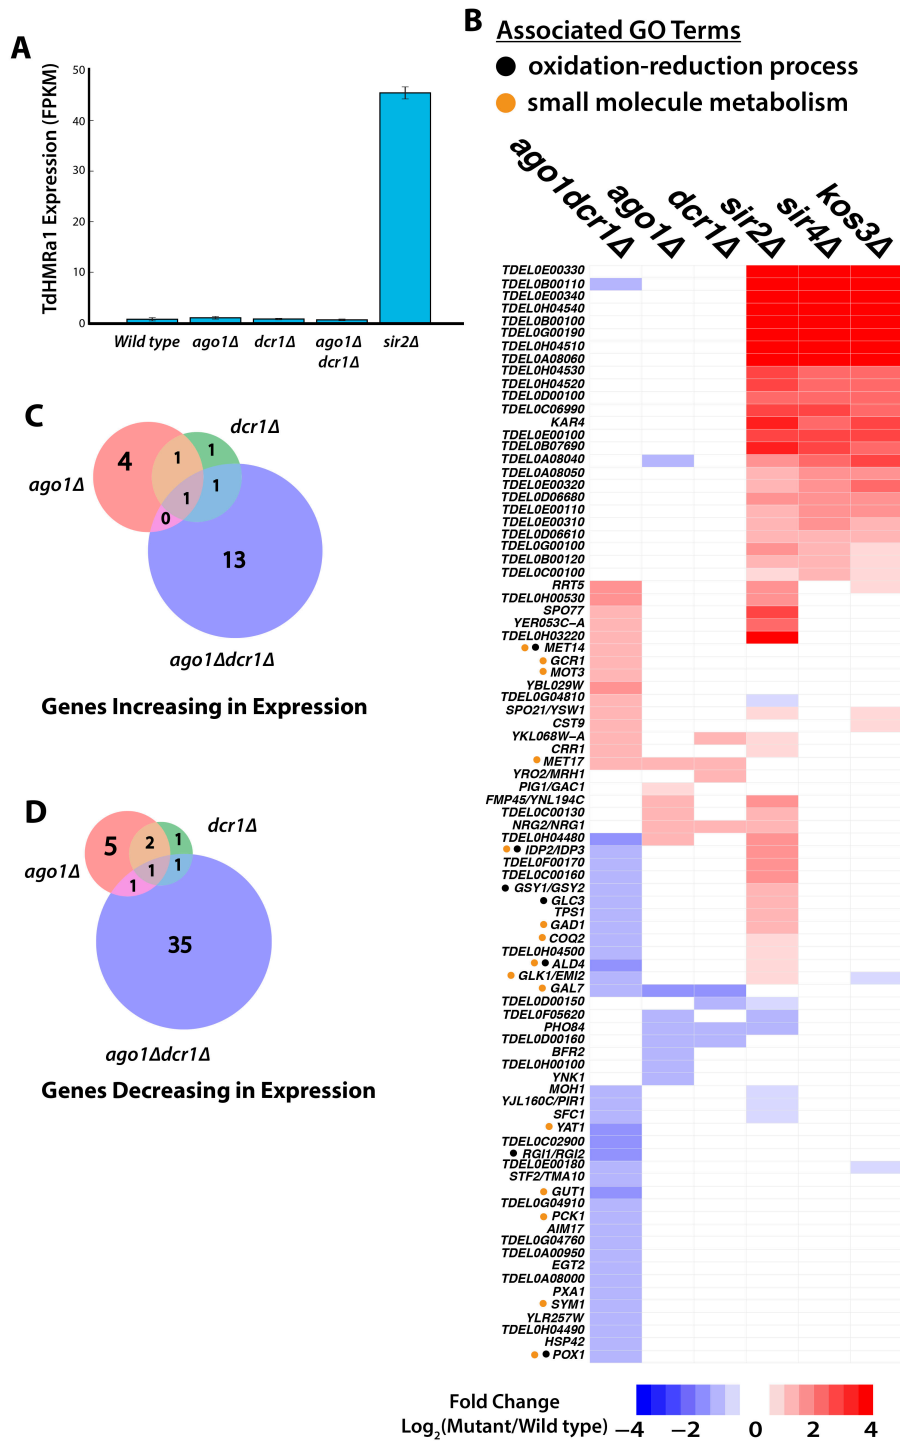 A
TdHMRa1 Expression (FPKM)
50
40
30
20
10
0
Wild type
ago1Δ
dcr1Δ
ago1Δ
dcr1Δ
sir2Δ
B
Associated GO Terms
oxidation-reduction process
small molecule metabolism
ago1dcr1Δ
ago1Δ
dcr1Δ
sir2Δ
sir4Δ
kos3Δ
TDEL0E00330
TDEL0B00110
TDEL0E00340
TDEL0H04540
TDEL0B00100
TDEL0G00190
TDEL0H04510
TDEL0A08060
TDEL0H04530
TDEL0H04520
TDEL0D00100
TDEL0C06990
KAR4
TDEL0E00100
TDEL0B07690
TDEL0A08040
TDEL0A08050
TDEL0E00320
TDEL0D06680
TDEL0E00110
TDEL0E00310
TDEL0D06610
TDEL0G00100
TDEL0B00120
TDEL0C00100
RRT5
TDEL0H00530
SPO77
YER053C−A
TDEL0H03220
MET14
GCR1
MOT3
YBL029W
TDEL0G04810
SPO21/YSW1
CST9
YKL068W−A
CRR1
MET17
YRO2/MRH1
PIG1/GAC1
FMP45/YNL194C
TDEL0C00130
NRG2/NRG1
TDEL0H04480
IDP2/IDP3
TDEL0F00170
TDEL0C00160
GSY1/GSY2
GLC3
TPS1
GAD1
COQ2
TDEL0H04500
ALD4
GLK1/EMI2
GAL7
TDEL0D00150
TDEL0F05620
PHO84
TDEL0D00160
BFR2
TDEL0H00100
YNK1
MOH1
YJL160C/PIR1
SFC1
YAT1
TDEL0C02900
RGI1/RGI2
TDEL0E00180
STF2/TMA10
GUT1
TDEL0G04910
PCK1
AIM17
TDEL0G04760
TDEL0A00950
EGT2
TDEL0A08000
PXA1
SYM1
YLR257W
TDEL0H04490
HSP42
POX1
Fold Change
Log2(Mutant/Wild type)
−4
−2
0
2
4
C
dcr1Δ
ago1Δ
4
1
1
1
1
0
13
ago1Δdcr1Δ
Genes Increasing in Expression
D
dcr1Δ
ago1Δ
5
2
1
1
1
1
35
ago1Δdcr1Δ
Genes Decreasing in Expression